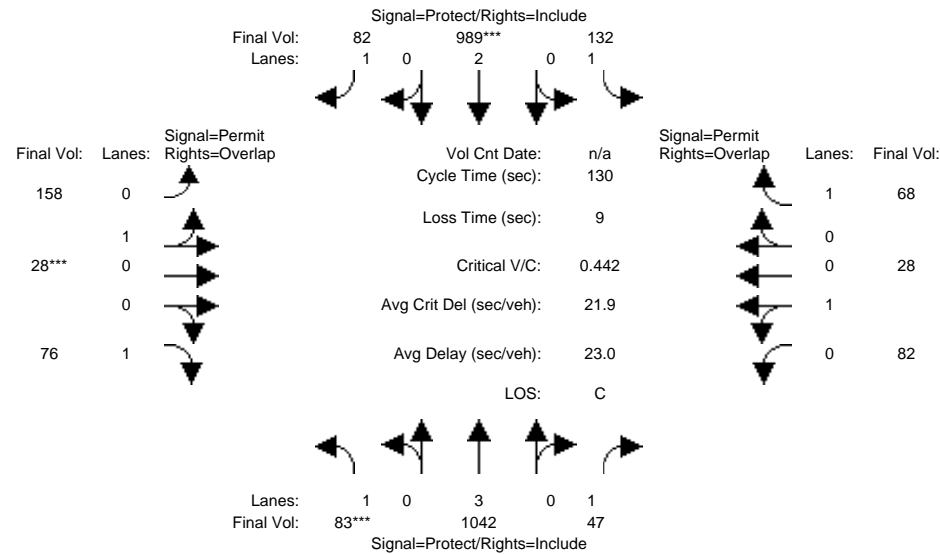 Signal=Protect/Rights=Include
Final Vol: 82 989*** 132
Lanes: 1 0 2 0 1
Signal=Permit Signal=Permit
Final Vol: Lanes: Rights=Overlap Vol Cnt Date: n/a Rights=Overlap Lanes: Final Vol:
Cycle Time (sec): 130
158 0 1 68
Loss Time (sec): 9
1 0
28*** 0 Critical V/C: 0.442 0 28
0 Avg Crit Del (sec/veh): 21.9 1
76 1 Avg Delay (sec/veh): 23.0 0 82
LOS: C
Lanes: 1 0 3 0 1
Final Vol: 83*** 1042 47
Signal=Protect/Rights=Include